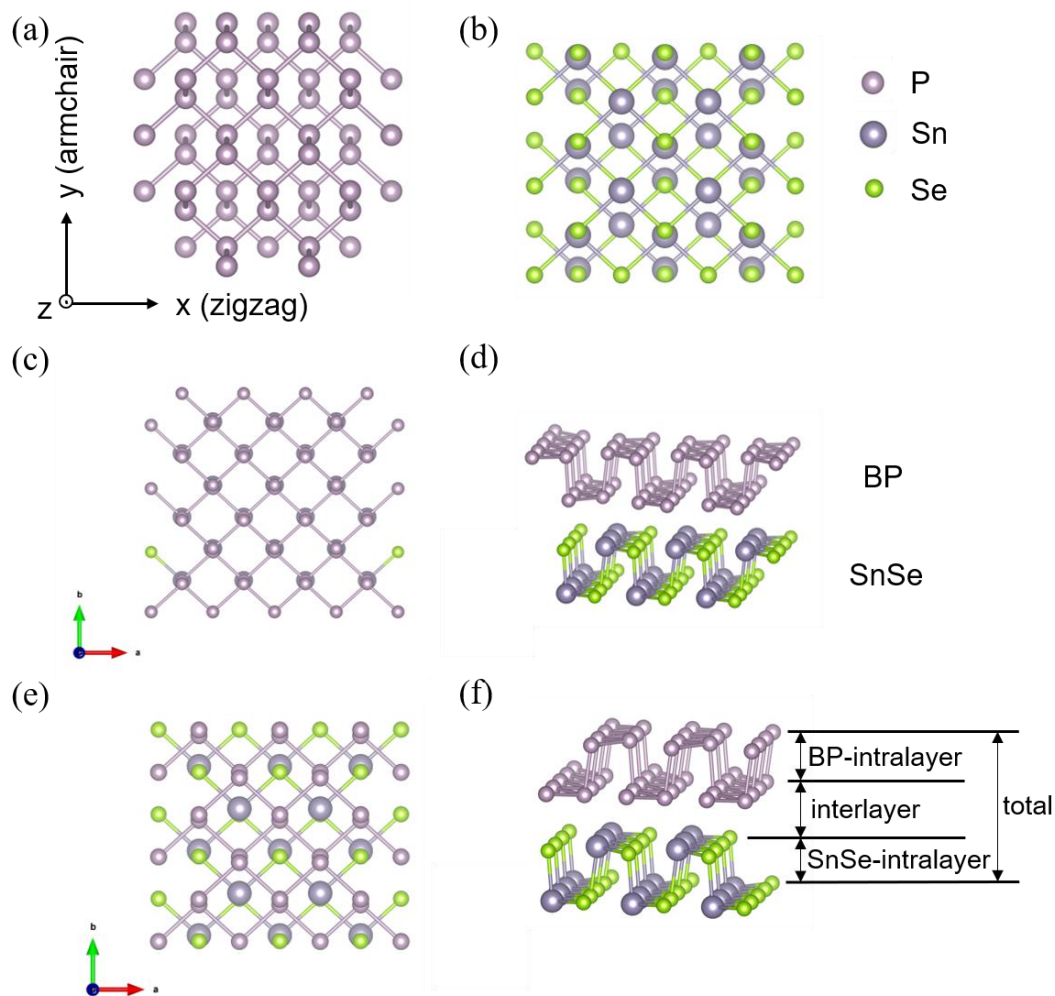 (a)
(b)
y (armchair)
z
x (zigzag)
P
Sn
Se
(c)
(d)
BP
SnSe
b
a
(e)
(f)
BP-intralayer
interlayer
total
SnSe-intralayer
b
a